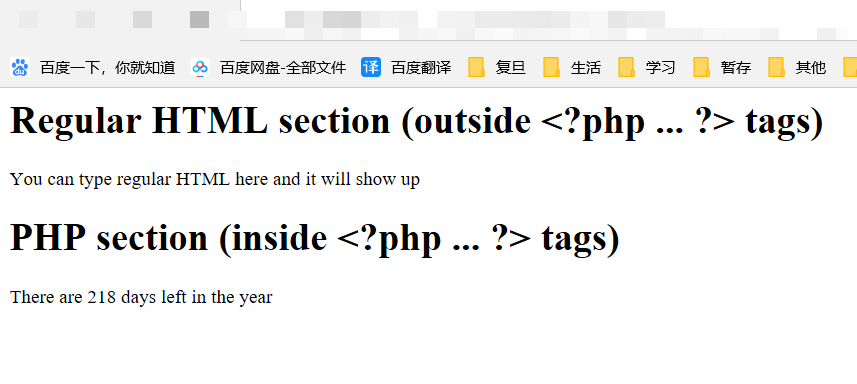 百度一下，你就知道 百度网盘-全部文件 译 百度翻译 复旦 生活 学习 暂存 其他
Regular HTML section (outside <?php ... ?> tags)
You can type regular HTML here and it will show up
PHP section (inside <?php ... ?> tags)
There are 218 days left in the year